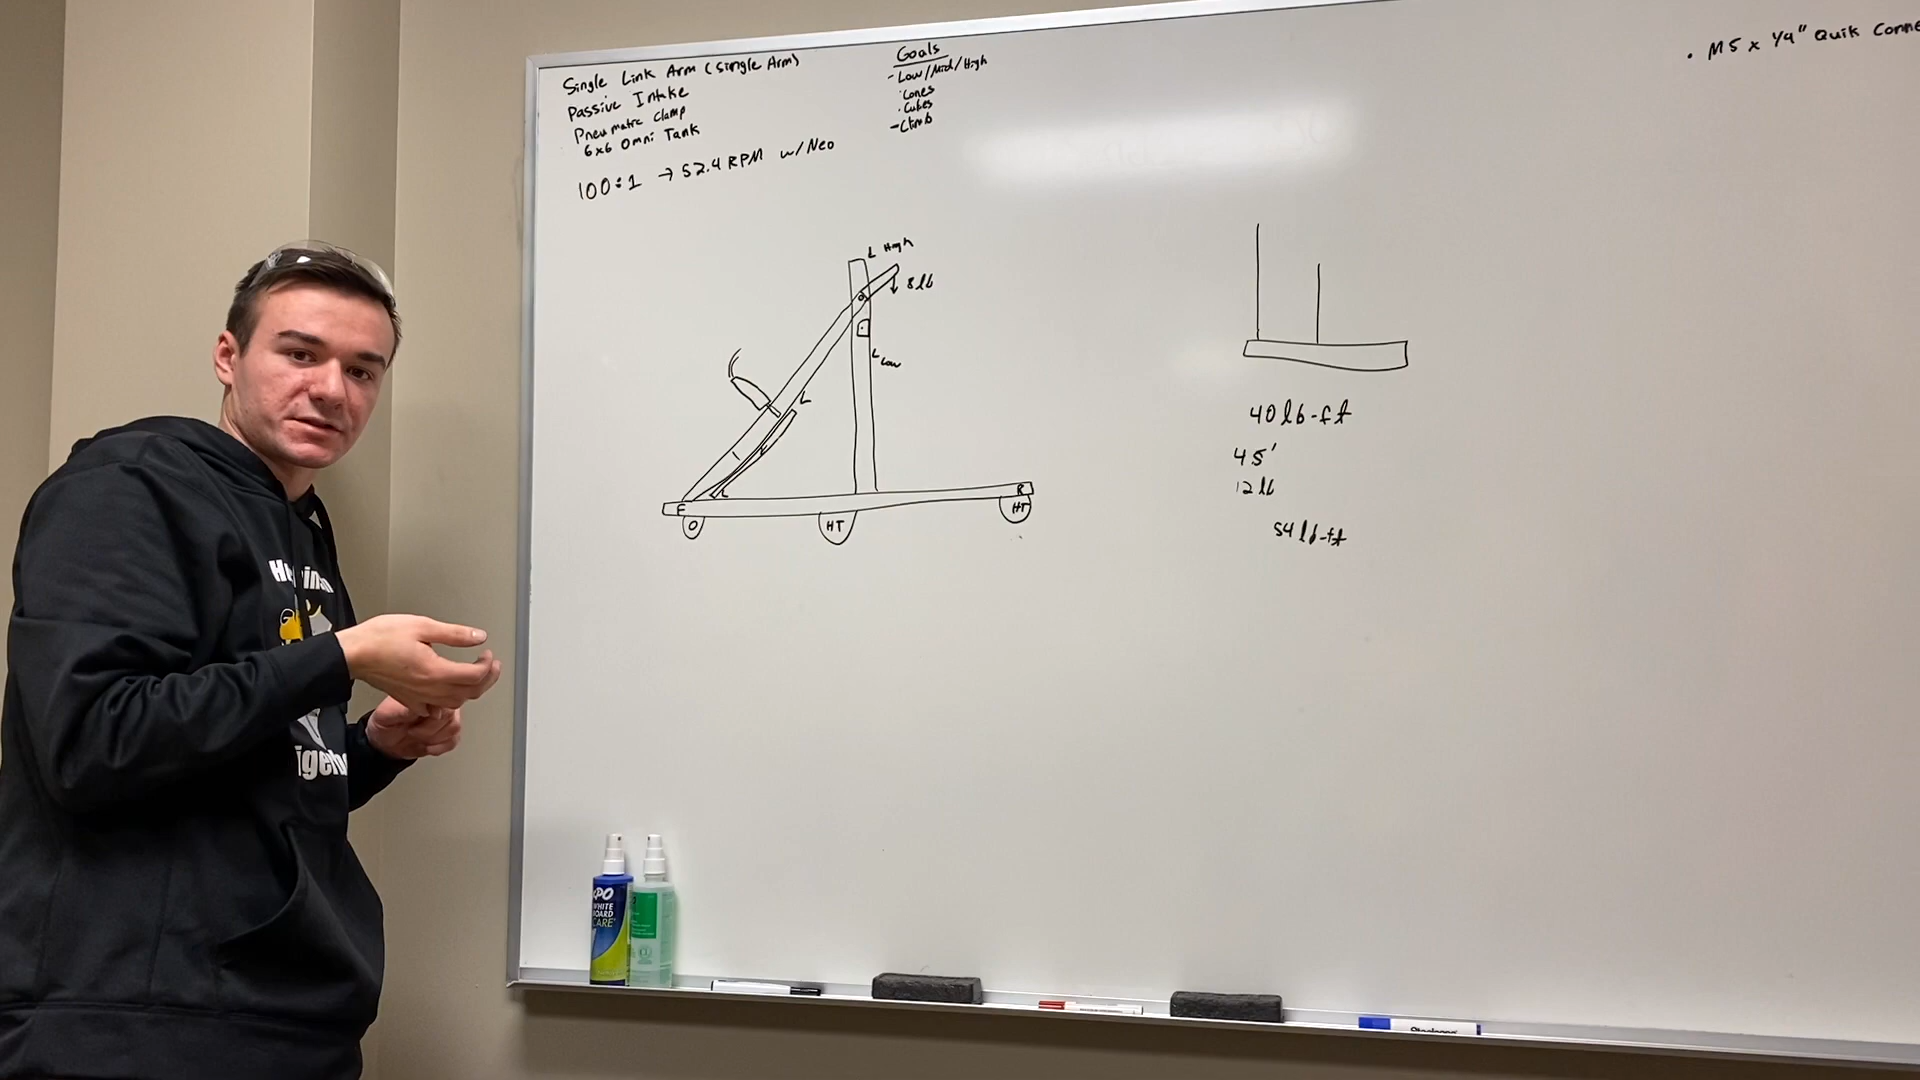 Single Link Arm (Single Arm)
Passive Intake
Pneumatic Clamp
6x6 Omni Tank
100:1 → 52.4 RPM w/Neo
Goals
- Low/Mid/High
· Cones
· Cubes
- Climb
• M5 x 1/4" Quik Conne
L High
8 lb
L Low
L
L
F
R
O
HT
HT
40 lb-ft
4.5'
12 lb
54 lb-ft
EXPO
WHITE
BOARD
CARE